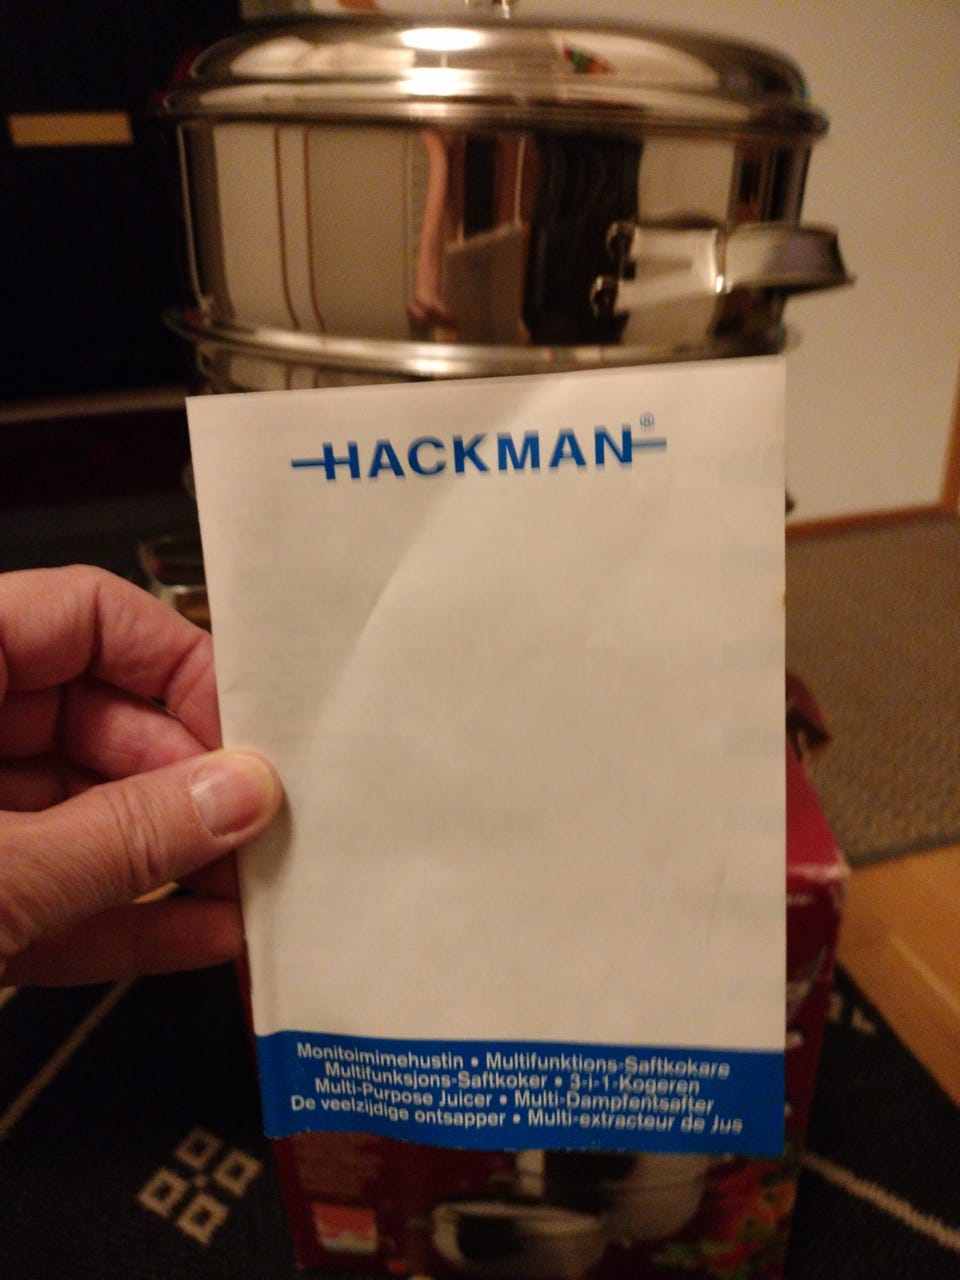 HACKMAN®
Monitoimimehustin • Multifunktions-Saftkokare
Multifunksjons-Saftkoker • 3-i-1-Kogeren
Multi-Purpose Juicer • Multi-Dampfentsafter
De veelzijdige ontsapper • Multi-extracteur de Jus